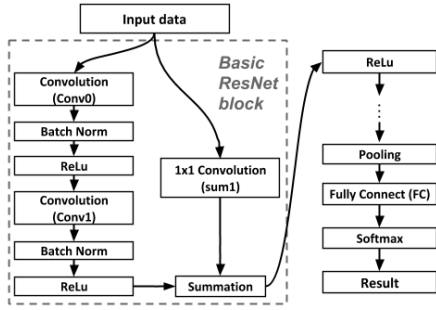 Input data
Basic
ResNet
block
Convolution
(Conv0)
Batch Norm
ReLu
Convolution
(Conv1)
Batch Norm
ReLu
1x1 Convolution
(sum1)
Summation
ReLu
Pooling
Fully Connect (FC)
Softmax
Result